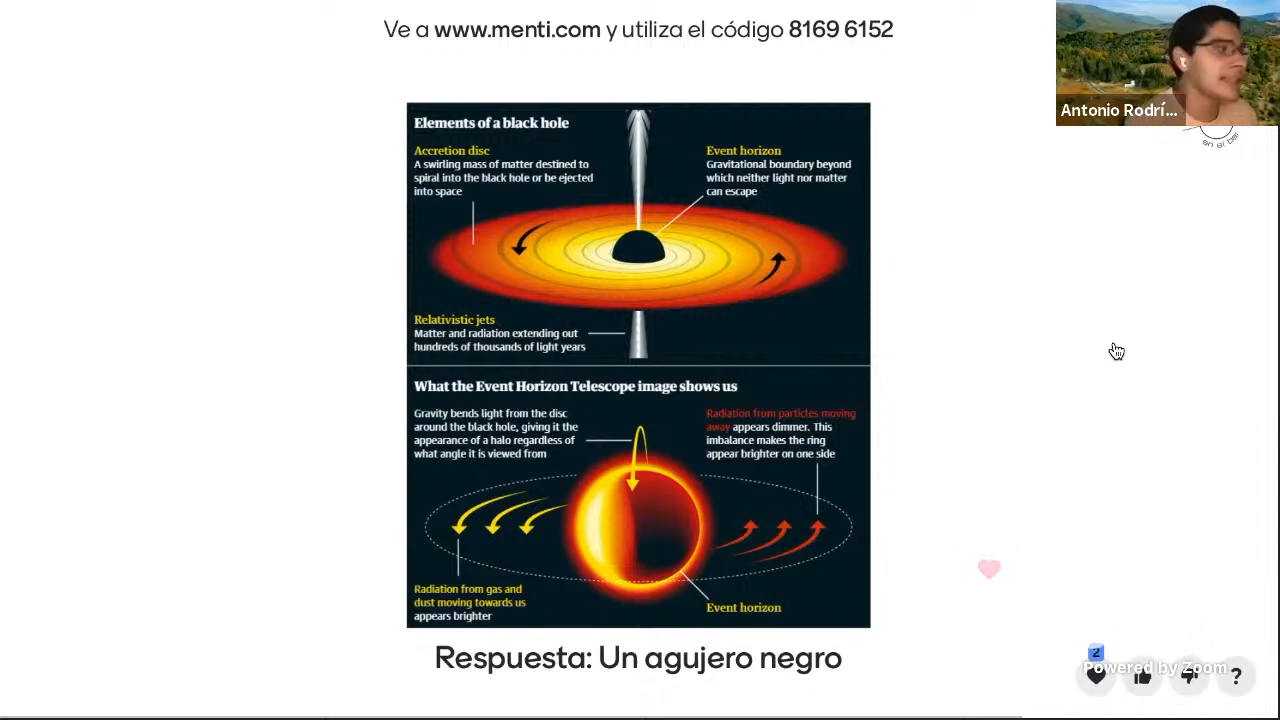 Ve a www.menti.com y utiliza el código 8169 6152
Antonio Rodrí...
en el bar
Elements of a black hole
Accretion disc
A swirling mass of matter destined to
spiral into the black hole or be ejected
into space
Event horizon
Gravitational boundary beyond
which neither light nor matter
can escape
Relativistic jets
Matter and radiation extending out
hundreds of thousands of light years
What the Event Horizon Telescope image shows us
Gravity bends light from the disc
around the black hole, giving it the
appearance of a halo regardless of
what angle it is viewed from
Radiation from particles moving
away appears dimmer. This
imbalance makes the ring
appear brighter on one side
Radiation from gas and
dust moving towards us
appears brighter
Event horizon
Respuesta: Un agujero negro
2
Powered by Zoom
?